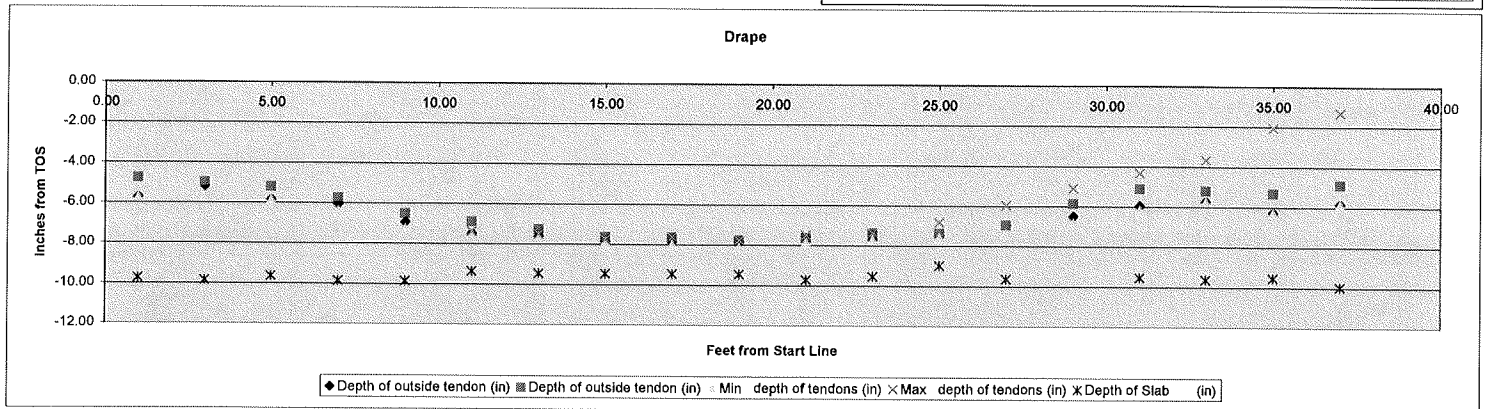 Drape
0.00
0.00 5.00 10.00 15.00 20.00 25.00 30.00 35.00 40.00
-2.00
-4.00
-6.00
-8.00
-10.00
-12.00
Inches from TOS
Feet from Start Line
Depth of outside tendon (in) Depth of outside tendon (in) Min depth of tendons (in) Max depth of tendons (in) Depth of Slab (in)